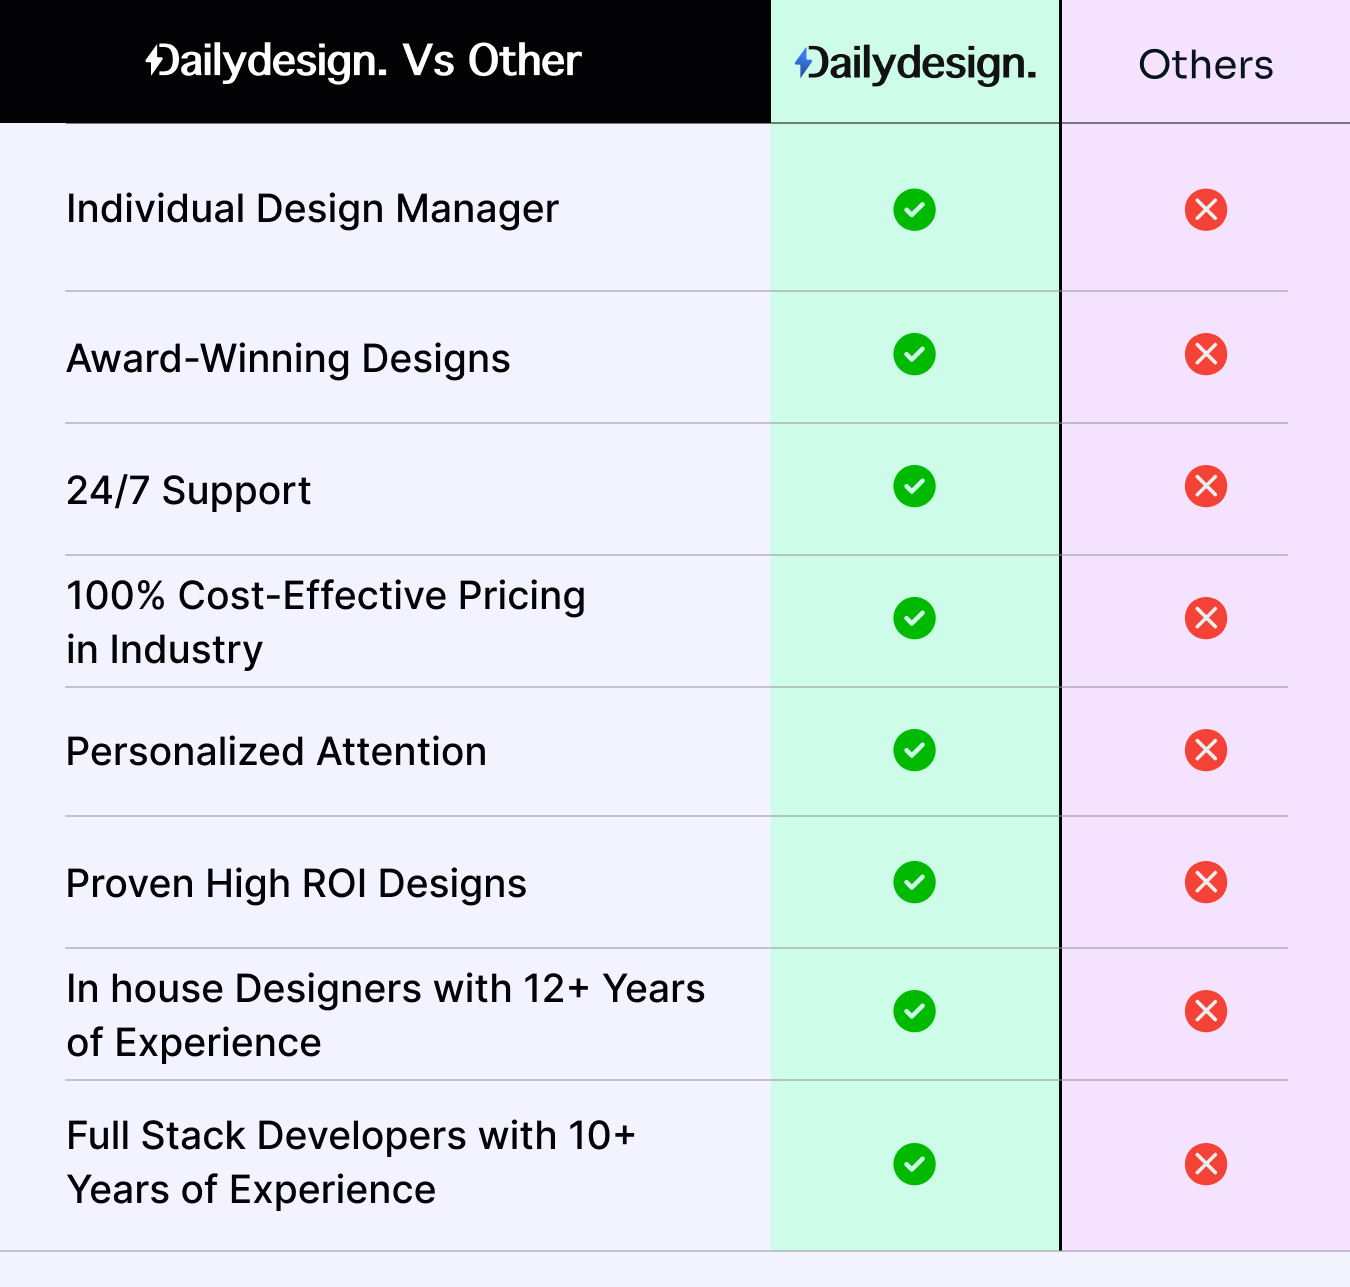 Dailydesign. Vs Other
Dailydesign.
Others
Individual Design Manager
Award-Winning Designs
24/7 Support
100% Cost-Effective Pricing
in Industry
Personalized Attention
Proven High ROI Designs
In house Designers with 12+ Years
of Experience
Full Stack Developers with 10+
Years of Experience